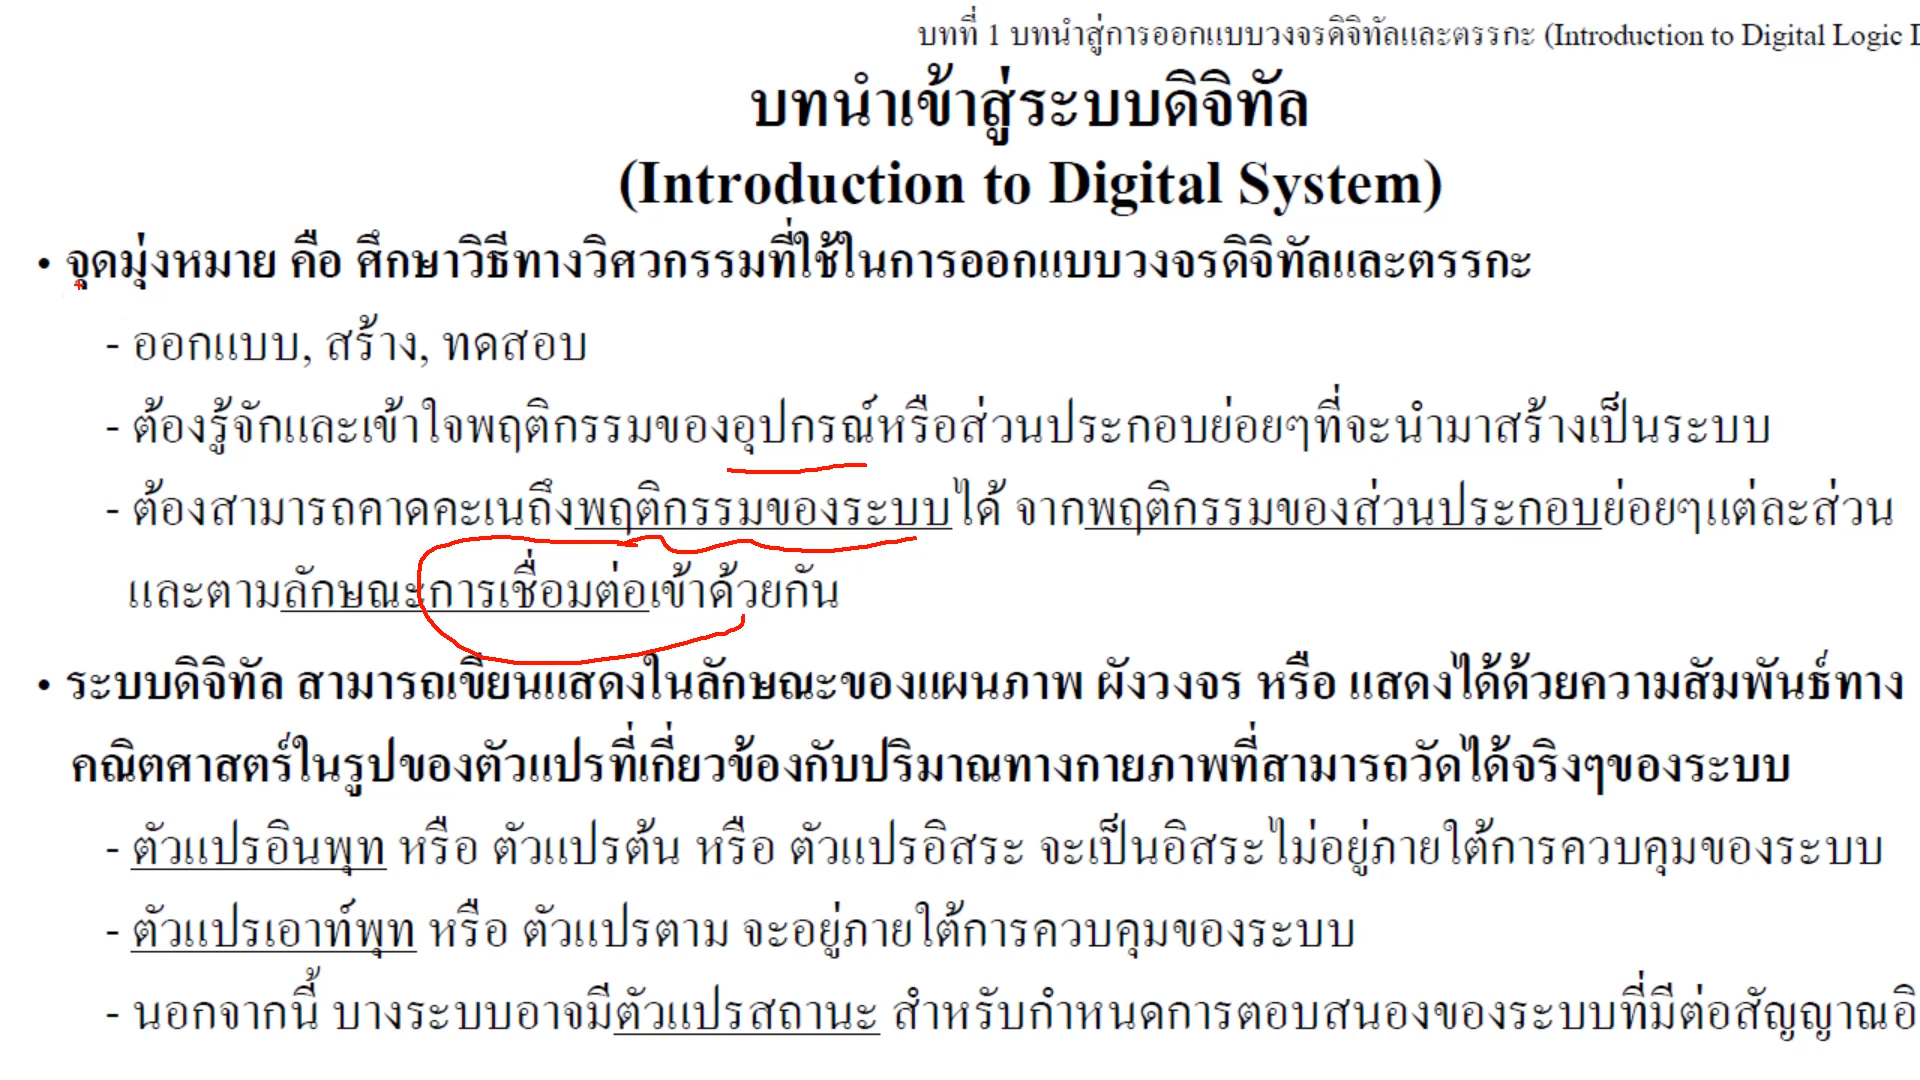 บทที่ 1 บทนำสู่การออกแบบวงจรดิจิทัลและตรรกะ (Introduction to Digital Logic
บทนำเข้าสู่ระบบดิจิทัล
(Introduction to Digital System)
• จุดมุ่งหมาย คือ ศึกษาวิธีทางวิศวกรรมที่ใช้ในการออกแบบวงจรดิจิทัลและตรรกะ
- ออกแบบ, สร้าง, ทดสอบ
- ต้องรู้จักและเข้าใจพฤติกรรมของอุปกรณ์หรือส่วนประกอบย่อยๆที่จะนำมาสร้างเป็นระบบ
- ต้องสามารถคาดคะเนถึงพฤติกรรมของระบบได้ จากพฤติกรรมของส่วนประกอบย่อยๆแต่ละส่วน
และตามลักษณะการเชื่อมต่อเข้าด้วยกัน
• ระบบดิจิทัล สามารถเขียนแสดงในลักษณะของแผนภาพ ผังวงจร หรือ แสดงได้ด้วยความสัมพันธ์ทาง
คณิตศาสตร์ในรูปของตัวแปรที่เกี่ยวข้องกับปริมาณทางกายภาพที่สามารถวัดได้จริงๆของระบบ
- ตัวแปรอินพุท หรือ ตัวแปรต้น หรือ ตัวแปรอิสระ จะเป็นอิสระไม่อยู่ภายใต้การควบคุมของระบบ
- ตัวแปรเอาท์พุท หรือ ตัวแปรตาม จะอยู่ภายใต้การควบคุมของระบบ
- นอกจากนี้ บางระบบอาจมีตัวแปรสถานะ สำหรับกำหนดการตอบสนองของระบบที่มีต่อสัญญาณอิ